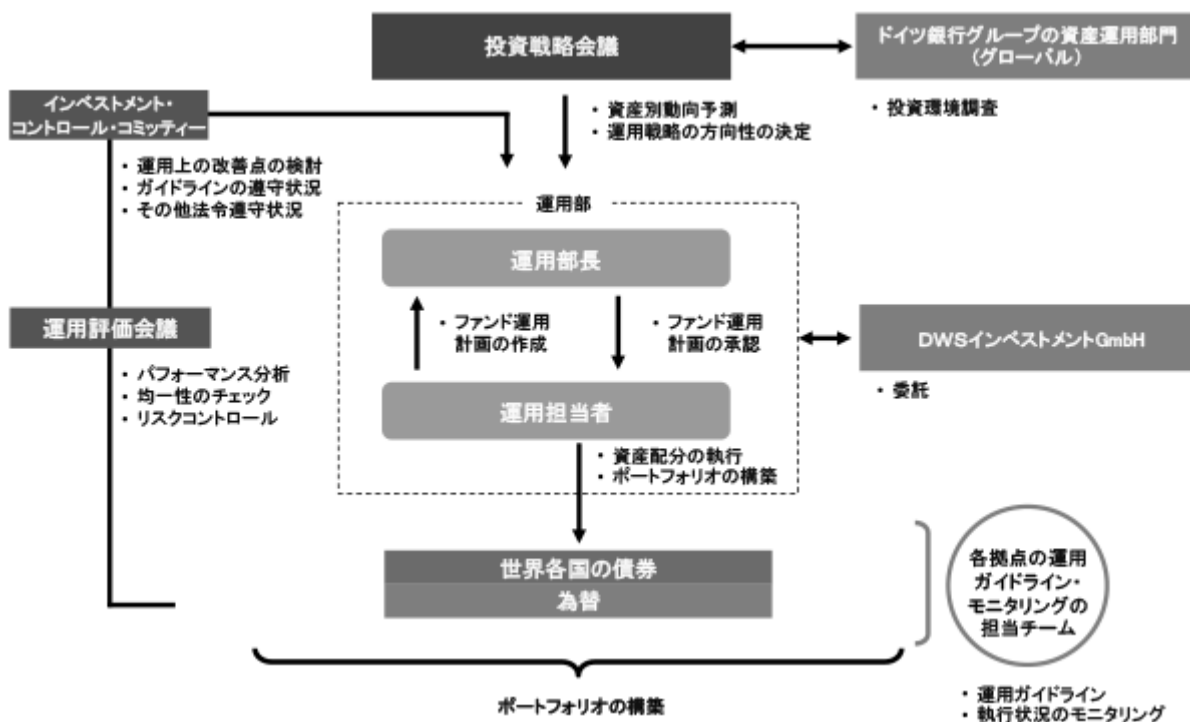 投資戦略会議
ドイツ銀行グループの資産運用部門
(グローバル)
・ 投資環境調査
インベストメント・
コントロール・コミッティー
・ 資産別動向予測
・ 運用戦略の方向性の決定
・ 運用上の改善点の検討
・ ガイドラインの遵守状況
・ その他法令遵守状況
運用部
運用部長
・ ファンド運用
計画の作成
・ ファンド運用
計画の承認
運用評価会議
DWSインベストメントGmbH
・ パフォーマンス分析
・ 均一性のチェック
・ リスクコントロール
・ 委託
運用担当者
・ 資産配分の執行
・ ポートフォリオの構築
世界各国の債券
為替
各拠点の運用
ガイドライン・
モニタリングの
担当チーム
ポートフォリオの構築
・ 運用ガイドライン
・ 執行状況のモニタリング